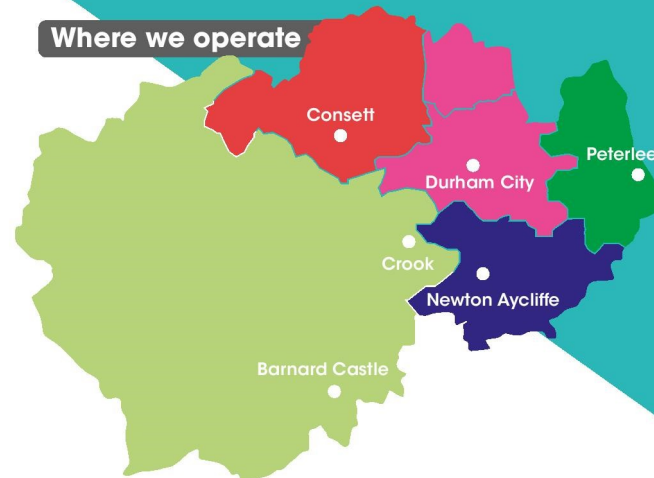 Where we operate
Consett
Peterlee
Durham City
Crook
Newton Aycliffe
Barnard Castle